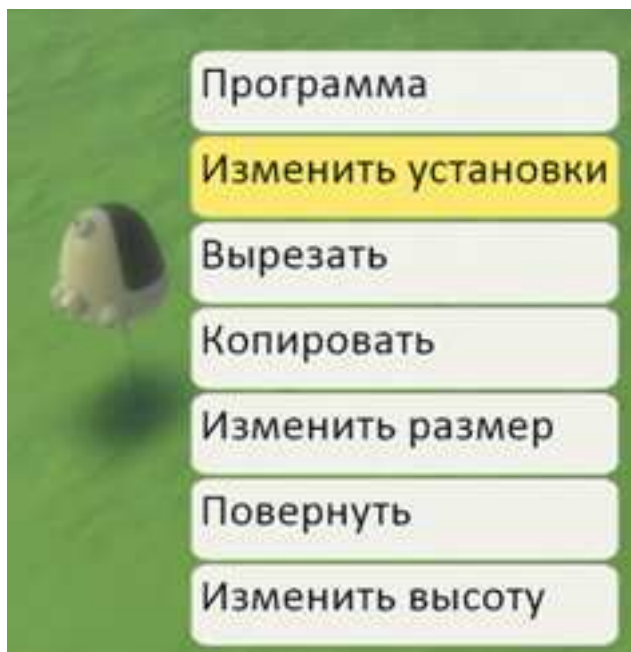 Программа
Изменить установки
Вырезать
Копировать
Изменить размер
Повернуть
Изменить высоту